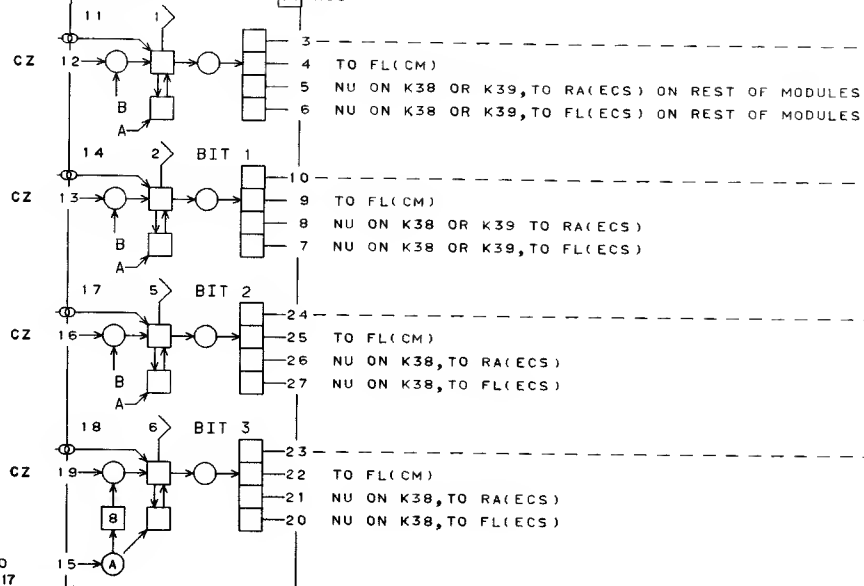 11 1
3
CZ 12 4 TO FL(CM)
5 NU ON K38 OR K39,TO RA(ECS) ON REST OF MODULES
B 6 NU ON K38 OR K39,TO FL(ECS) ON REST OF MODULES
A
14 2 BIT 1
10
CZ 13 9 TO FL(CM)
8 NU ON K38 OR K39 TO RA(ECS)
B 7 NU ON K38 OR K39,TO FL(ECS)
A
17 5 BIT 2
24
CZ 16 25 TO FL(CM)
26 NU ON K38,TO RA(ECS)
B 27 NU ON K38,TO FL(ECS)
A
18 6 BIT 3
23
CZ 19 22 TO FL(CM)
21 NU ON K38,TO RA(ECS)
8 20 NU ON K38,TO FL(ECS)
15 A
17